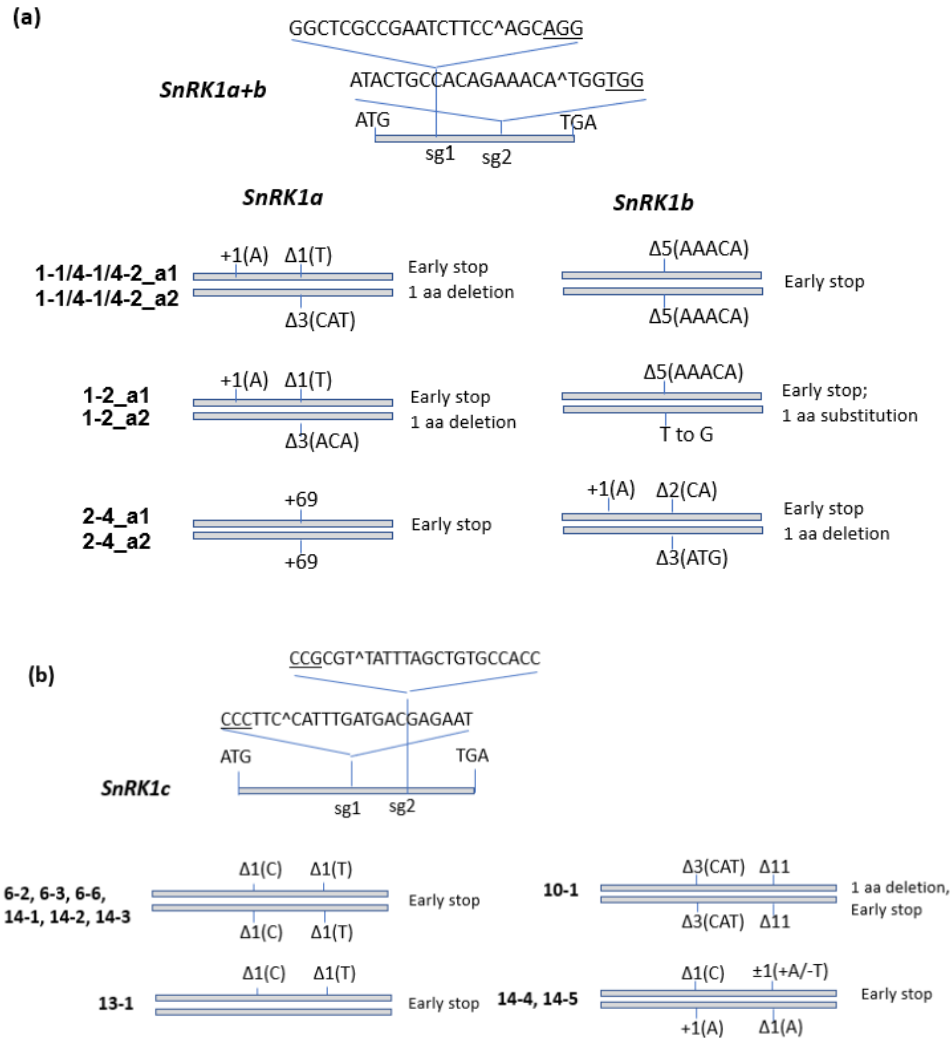 (a)
GGCTCGCCGAATCTTCC^AGCAGG
ATACTGCCACAGAAACA^TGGTGG
SnRK1a+b
ATG TGA
sg1 sg2
SnRK1a SnRK1b
1-1/4-1/4-2_a1
1-1/4-1/4-2_a2
+1(A) Δ1(T)
Δ3(CAT)
Early stop
1 aa deletion
Δ5(AAACA)
Δ5(AAACA)
Early stop
1-2_a1
1-2_a2
+1(A) Δ1(T)
Δ3(ACA)
Early stop
1 aa deletion
Δ5(AAACA)
T to G
Early stop;
1 aa substitution
2-4_a1
2-4_a2
+69
+69
Early stop
+1(A) Δ2(CA)
Δ3(ATG)
Early stop
1 aa deletion
(b)
CCGCGT^TATTTAGCTGTGCCACC
CCCTTC^CATTTGATGACGAGAAT
ATG TGA
SnRK1c
sg1 sg2
6-2, 6-3, 6-6,
14-1, 14-2, 14-3
Δ1(C) Δ1(T)
Δ1(C) Δ1(T)
Early stop
10-1
Δ3(CAT) Δ11
Δ3(CAT) Δ11
1 aa deletion,
Early stop
13-1
Δ1(C) Δ1(T)
Early stop
14-4, 14-5
Δ1(C) ±1(+A/-T)
+1(A) Δ1(A)
Early stop